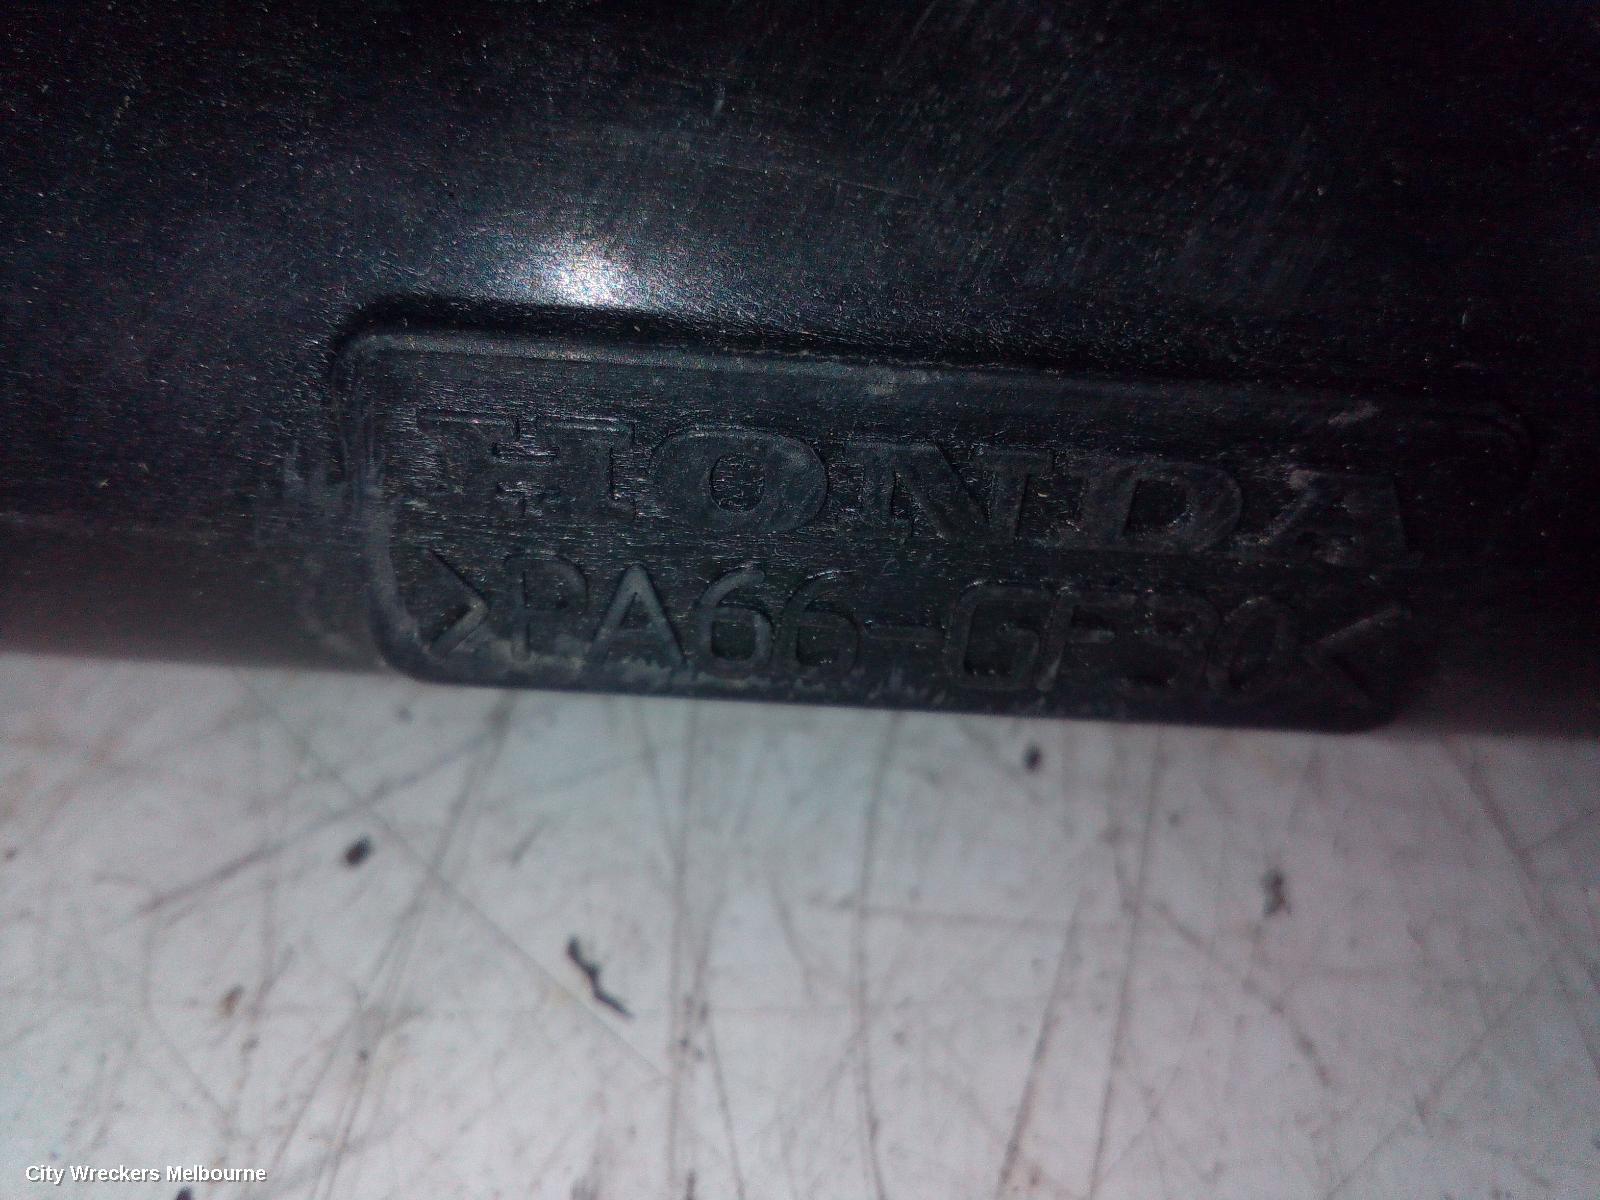 HONDA
>PA66-GF30<
City Wreckers Melbourne